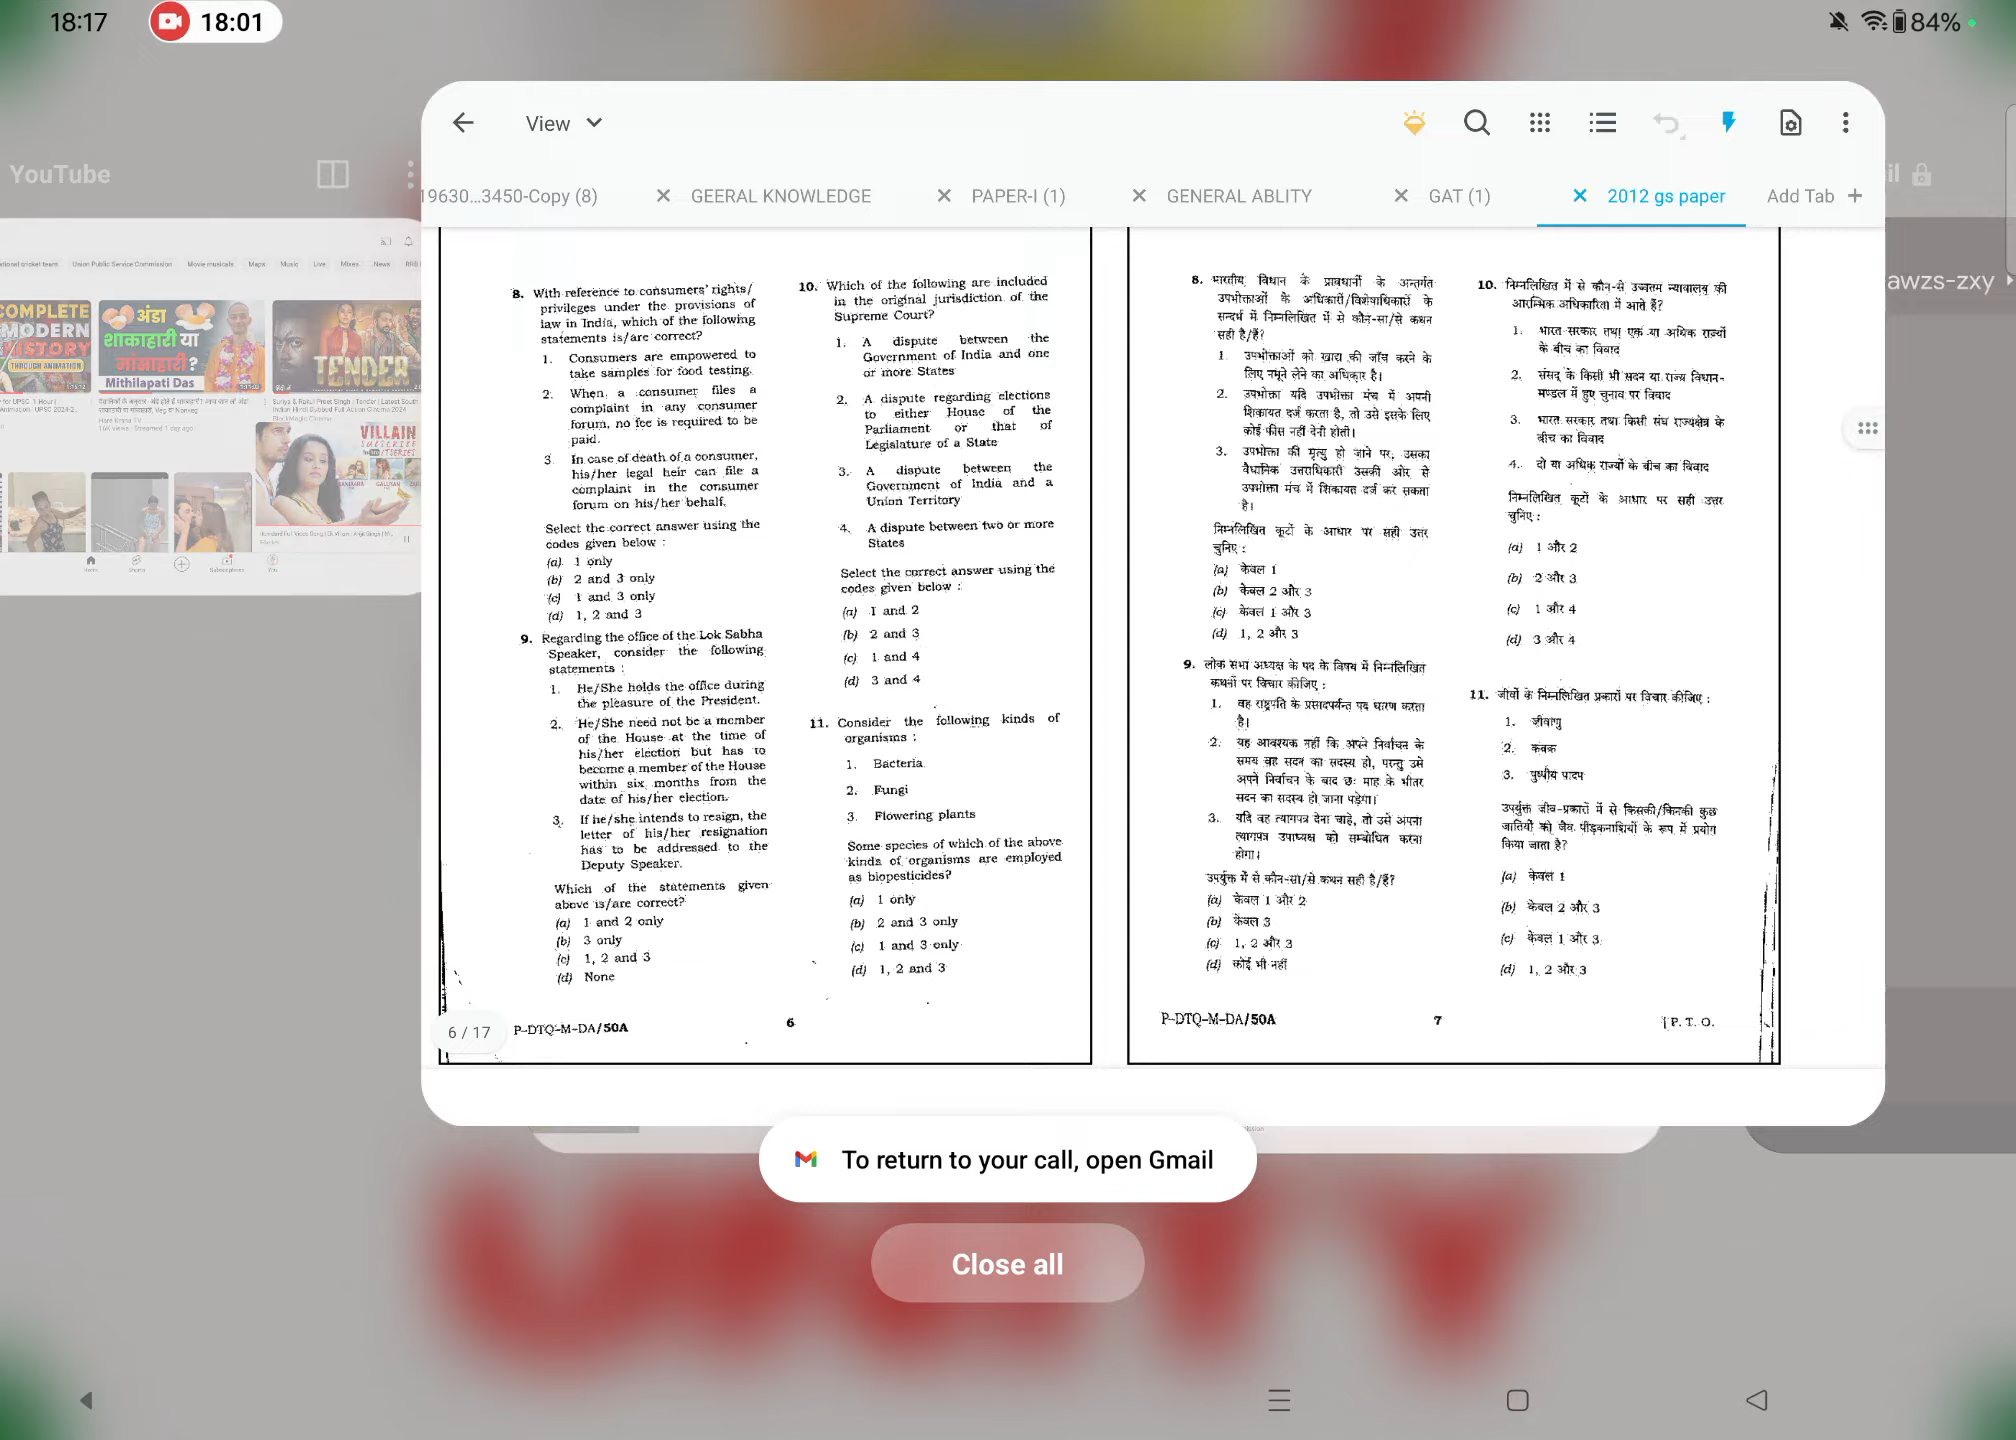 18:17
18:01
84%
View
YouTube
19630...3450-Copy (8)
GEERAL KNOWLEDGE
PAPER-I (1)
GENERAL ABLITY
GAT (1)
2012 gs paper
Add Tab +
awzs-zxy
Union Public Service Commission
Movie musicals
Maps
Music
Live
Mixes
News
COMPLETE
MODERN
HISTORY
THROUGH ANIMATION
अंडा
शाकाहारी या
मांसाहारी?
Mithilapati Das
TENDER
VILLAIN
8. With reference to consumers' rights/
privileges under the provisions of
law in India, which of the following
statements is/are correct?
1. Consumers are empowered to
take samples for food testing.
2. When a consumer files a
complaint in any consumer
forum, no fee is required to be
paid.
3. In case of death of a consumer,
his/her legal heir can file a
complaint in the consumer
forum on his/her behalf.
Select the correct answer using the
codes given below :
(a) 1 only
(b) 2 and 3 only
(c) 1 and 3 only
(d) 1, 2 and 3
9. Regarding the office of the Lok Sabha
Speaker, consider the following
statements :
1. He/She holds the office during
the pleasure of the President.
2. He/She need not be a member
of the House at the time of
his/her election but has to
become a member of the House
within six months from the
date of his/her election.
3. If he/she intends to resign, the
letter of his/her resignation
has to be addressed to the
Deputy Speaker.
Which of the statements given
above is/are correct?
(a) 1 and 2 only
(b) 3 only
(c) 1, 2 and 3
(d) None
10. Which of the following are included
in the original jurisdiction of the
Supreme Court?
1. A dispute between the
Government of India and one
or more States
2. A dispute regarding elections
to either House of the
Parliament or that of
Legislature of a State
3. A dispute between the
Government of India and a
Union Territory
4. A dispute between two or more
States
Select the correct answer using the
codes given below :
(a) 1 and 2
(b) 2 and 3
(c) 1 and 4
(d) 3 and 4
11. Consider the following kinds of
organisms :
1. Bacteria
2. Fungi
3. Flowering plants
Some species of which of the above
kinds of organisms are employed
as biopesticides?
(a) 1 only
(b) 2 and 3 only
(c) 1 and 3 only
(d) 1, 2 and 3
6 / 17
P-DTQ-M-DA/50A
6
8. भारतीय विधान के प्रावधानों के अन्तर्गत
उपभोक्ताओं के अधिकारों/विशेषाधिकारों के
सन्दर्भ में निम्नलिखित में से कौन-सा/से कथन
सही है/हैं?
1. उपभोक्ताओं को खाद्य की जाँच करने के
लिए नमूने लेने का अधिकार है।
2. उपभोक्ता यदि उपभोक्ता मंच में अपनी
शिकायत दर्ज करता है, तो उसे इसके लिए
कोई फीस नहीं देनी होती।
3. उपभोक्ता की मृत्यु हो जाने पर, उसका
वैधानिक उत्तराधिकारी उसकी ओर से
उपभोक्ता मंच में शिकायत दर्ज कर सकता
है।
निम्नलिखित कूटों के आधार पर सही उत्तर
चुनिए :
(a) केवल 1
(b) केवल 2 और 3
(c) केवल 1 और 3
(d) 1, 2 और 3
9. लोक सभा अध्यक्ष के पद के विषय में निम्नलिखित
कथनों पर विचार कीजिए :
1. वह राष्ट्रपति के प्रसादपर्यन्त पद धारण करता
है।
2. यह आवश्यक नहीं कि अपने निर्वाचन के
समय वह सदन का सदस्य हो, परन्तु उसे
अपने निर्वाचन के बाद छः माह के भीतर
सदन का सदस्य हो जाना पड़ेगा।
3. यदि वह त्यागपत्र देना चाहे, तो उसे अपना
त्यागपत्र उपाध्यक्ष को सम्बोधित करना
होगा।
उपर्युक्त में से कौन-सा/से कथन सही है/हैं?
(a) केवल 1 और 2
(b) केवल 3
(c) 1, 2 और 3
(d) कोई भी नहीं
10. निम्नलिखित में से कौन-से उच्चतम न्यायालय की
आरम्भिक अधिकारिता में आते हैं?
1. भारत सरकार तथा एक या अधिक राज्यों
के बीच का विवाद
2. संसद् के किसी भी सदन या राज्य विधान-
मण्डल में हुए चुनाव पर विवाद
3. भारत सरकार तथा किसी संघ राज्यक्षेत्र के
बीच का विवाद
4. दो या अधिक राज्यों के बीच का विवाद
निम्नलिखित कूटों के आधार पर सही उत्तर
चुनिए :
(a) 1 और 2
(b) 2 और 3
(c) 1 और 4
(d) 3 और 4
11. जीवों के निम्नलिखित प्रकारों पर विचार कीजिए :
1. जीवाणु
2. कवक
3. पुष्पीय पादप
उपर्युक्त जीव-प्रकारों में से किसकी/किनकी कुछ
जातियों को जैव पीड़कनाशियों के रूप में प्रयोग
किया जाता है?
(a) केवल 1
(b) केवल 2 और 3
(c) केवल 1 और 3
(d) 1, 2 और 3
P-DTQ-M-DA/50A
7
[ P. T. O.
To return to your call, open Gmail
Close all